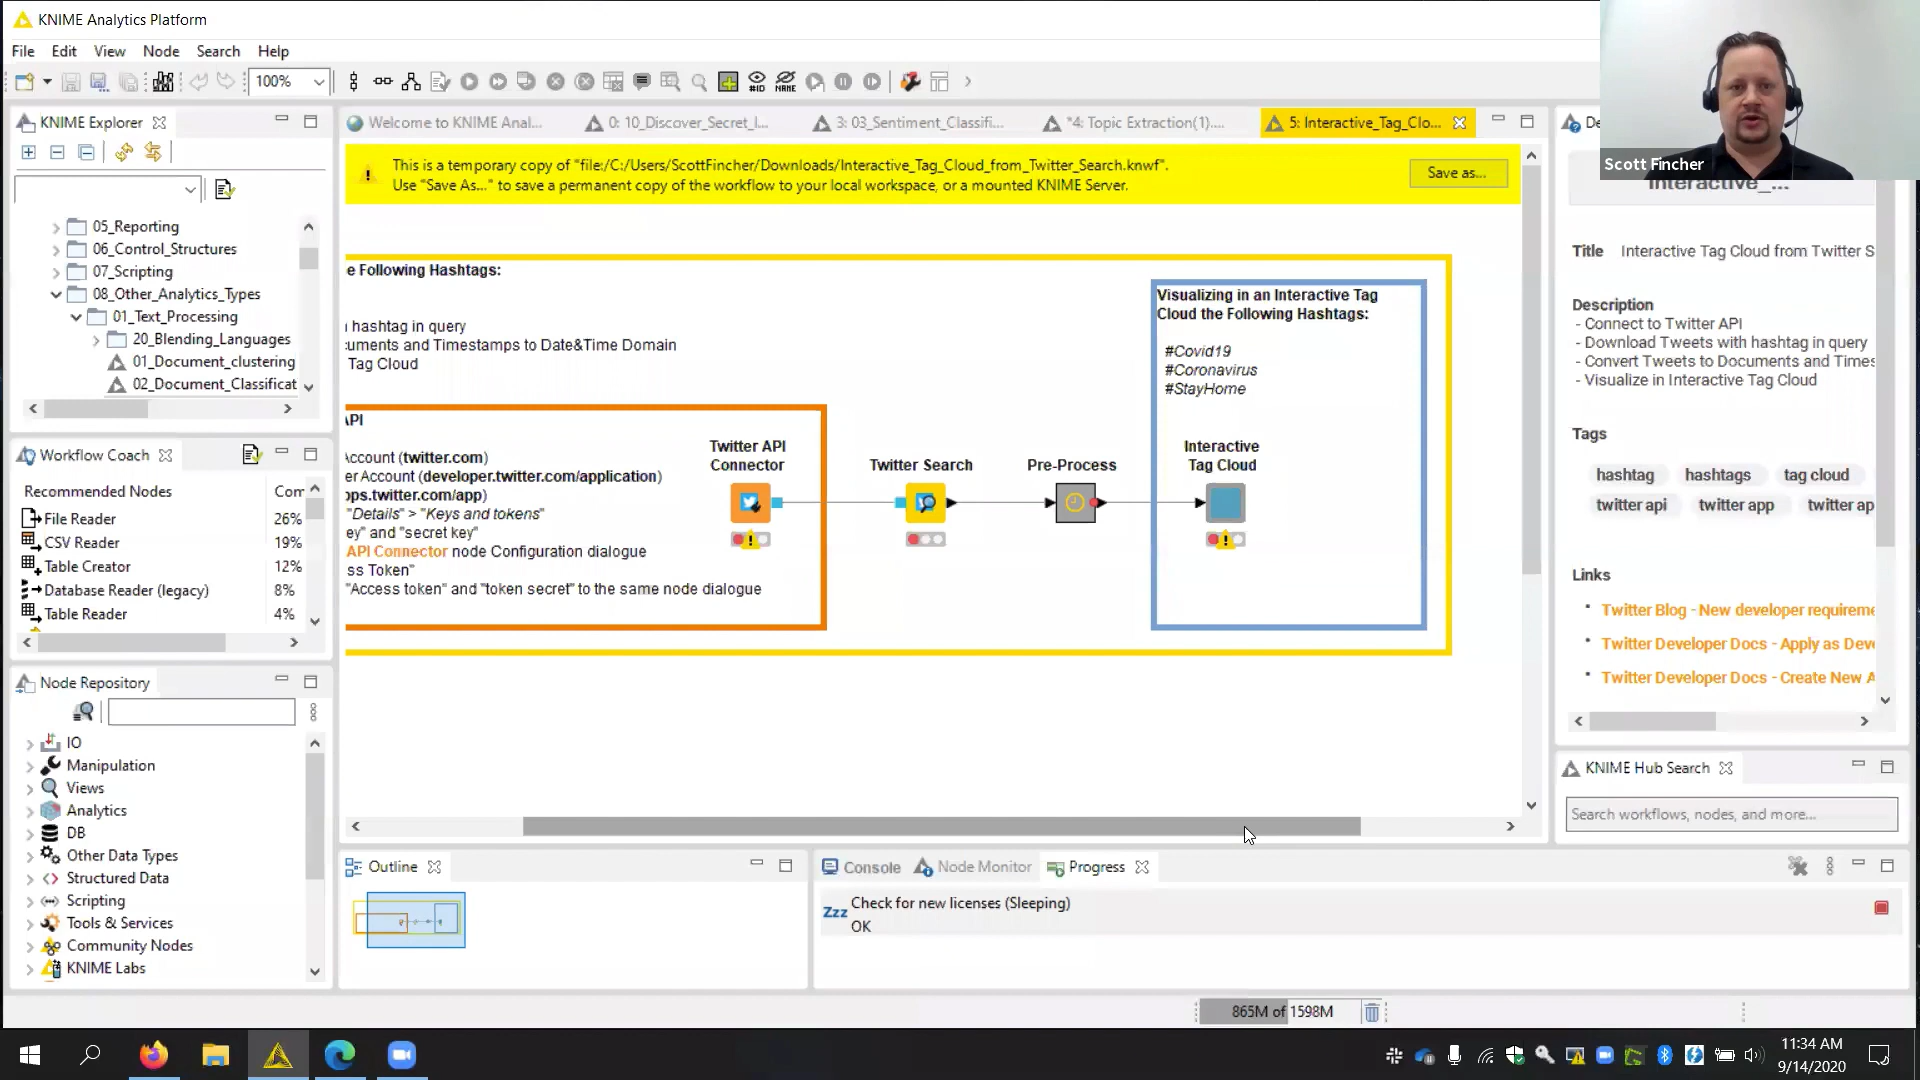 KNIME Analytics Platform
File Edit View Node Search Help
100%
KNIME Explorer
05_Reporting
06_Control_Structures
07_Scripting
08_Other_Analytics_Types
01_Text_Processing
20_Blending_Languages
01_Document_clustering
02_Document_Classificat
Workflow Coach
Recommended Nodes Com
File Reader 26%
CSV Reader 19%
Table Creator 12%
Database Reader (legacy) 8%
Table Reader 4%
Node Repository
IO
Manipulation
Views
Analytics
DB
Other Data Types
Structured Data
Scripting
Tools & Services
Community Nodes
KNIME Labs
Welcome to KNIME Anal...
0: 10_Discover_Secret_I...
3: 03_Sentiment_Classifi...
*4: Topic Extraction(1)....
5: Interactive_Tag_Clo...
This is a temporary copy of "file:/C:/Users/ScottFincher/Downloads/Interactive_Tag_Cloud_from_Twitter_Search.knwf".
Use "Save As..." to save a permanent copy of the workflow to your local workspace, or a mounted KNIME Server.
Save as...
e Following Hashtags:
hashtag in query
cuments and Timestamps to Date&Time Domain
Tag Cloud
API
Account (twitter.com)
er Account (developer.twitter.com/application)
ops.twitter.com/app)
"Details" > "Keys and tokens"
ey" and "secret key"
API Connector node Configuration dialogue
ss Token"
"Access token" and "token secret" to the same node dialogue
Twitter API
Connector
Twitter Search
Pre-Process
Visualizing in an Interactive Tag
Cloud the Following Hashtags:
#Covid19
#Coronavirus
#StayHome
Interactive
Tag Cloud
Outline
Console Node Monitor Progress
Zzz Check for new licenses (Sleeping)
OK
De
Scott Fincher
Interactive_...
Title Interactive Tag Cloud from Twitter S
Description
- Connect to Twitter API
- Download Tweets with hashtag in query
- Convert Tweets to Documents and Times
- Visualize in Interactive Tag Cloud
Tags
hashtag hashtags tag cloud
twitter api twitter app twitter ap
Links
Twitter Blog - New developer requireme
Twitter Developer Docs - Apply as Deve
Twitter Developer Docs - Create New A
KNIME Hub Search
Search workflows, nodes, and more...
865M of 1598M
11:34 AM
9/14/2020